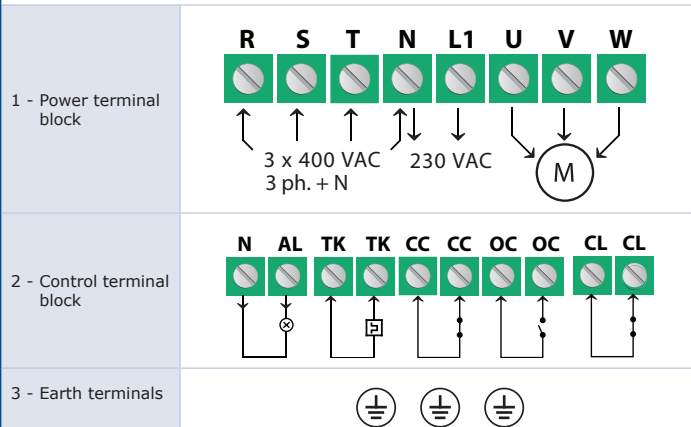 R S T N L1 U V W
1 - Power terminal
block
3 x 400 VAC 230 VAC
3 ph. + N
M
N AL TK TK CC CC OC OC CL CL
2 - Control terminal
block
3 - Earth terminals